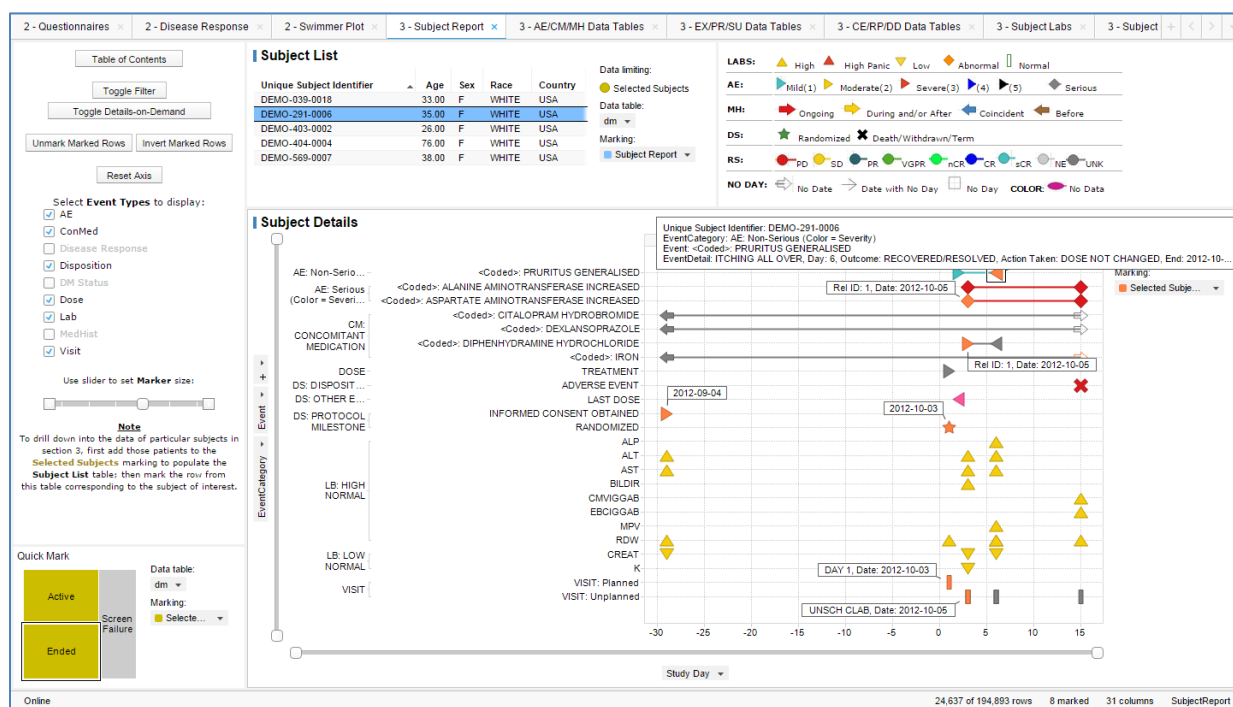 2 - Questionnaires × 2 - Disease Response × 2 - Swimmer Plot × 3 - Subject Report × 3 - AE/CM/MH Data Tables × 3 - EX/PR/SU Data Tables × 3 - CE/RP/DD Data Tables × 3 - Subject Labs × 3 - Subject
Table of Contents
Toggle Filter
Toggle Details-on-Demand
Unmark Marked Rows Invert Marked Rows
Reset Axis
Select Event Types to display:
AE
ConMed
Disease Response
Disposition
DM Status
Dose
Lab
MedHist
Visit
Use slider to set Marker size:
Note
To drill down into the data of particular subjects in
section 3, first add those patients to the
Selected Subjects marking to populate the
Subject List table; then mark the row from
this table corresponding to the subject of interest.
Quick Mark
Active
Ended
Screen
Failure
Data table:
dm
Marking:
Selecte...
Subject List
Unique Subject Identifier Age Sex Race Country
DEMO-039-0018 33.00 F WHITE USA
DEMO-291-0006 35.00 F WHITE USA
DEMO-403-0002 26.00 F WHITE USA
DEMO-404-0004 76.00 F WHITE USA
DEMO-569-0007 38.00 F WHITE USA
Data limiting:
Selected Subjects
Data table:
dm
Marking:
Subject Report
LABS: High High Panic Low Abnormal Normal
AE: Mild(1) Moderate(2) Severe(3) (4) (5) Serious
MH: Ongoing During and/or After Coincident Before
DS: Randomized Death/Withdrawn/Term
RS: PD SD PR VGPR nCR CR sCR NE UNK
NO DAY: No Date Date with No Day No Day COLOR: No Data
Subject Details
Unique Subject Identifier: DEMO-291-0006
EventCategory: AE: Non-Serious (Color = Severity)
Event: <Coded>: PRURITUS GENERALISED
EventDetail: ITCHING ALL OVER, Day: 6, Outcome: RECOVERED/RESOLVED, Action Taken: DOSE NOT CHANGED, End: 2012-10-...
Marking:
Selected Subje...
EventCategory
Event
+
AE: Non-Serio... <Coded>: PRURITUS GENERALISED
AE: Serious
(Color = Severi...
<Coded>: ALANINE AMINOTRANSFERASE INCREASED
Rel ID: 1, Date: 2012-10-05
<Coded>: ASPARTATE AMINOTRANSFERASE INCREASED
CM:
CONCOMITANT
MEDICATION
<Coded>: CITALOPRAM HYDROBROMIDE
<Coded>: DEXLANSOPRAZOLE
<Coded>: DIPHENHYDRAMINE HYDROCHLORIDE
<Coded>: IRON
Rel ID: 1, Date: 2012-10-05
DOSE TREATMENT
DS: DISPOSIT... ADVERSE EVENT
DS: OTHER E... LAST DOSE
2012-09-04
DS: PROTOCOL
MILESTONE
INFORMED CONSENT OBTAINED
2012-10-03
RANDOMIZED
LB: HIGH
NORMAL
ALP
ALT
AST
BILDIR
CMVIGGAB
EBCIGGAB
MPV
RDW
LB: LOW
NORMAL
CREAT
K
VISIT
DAY 1, Date: 2012-10-03
VISIT: Planned
VISIT: Unplanned
UNSCH CLAB, Date: 2012-10-05
-30 -25 -20 -15 -10 -5 0 5 10 15
Study Day
Online 24,637 of 194,893 rows 8 marked 31 columns SubjectReport